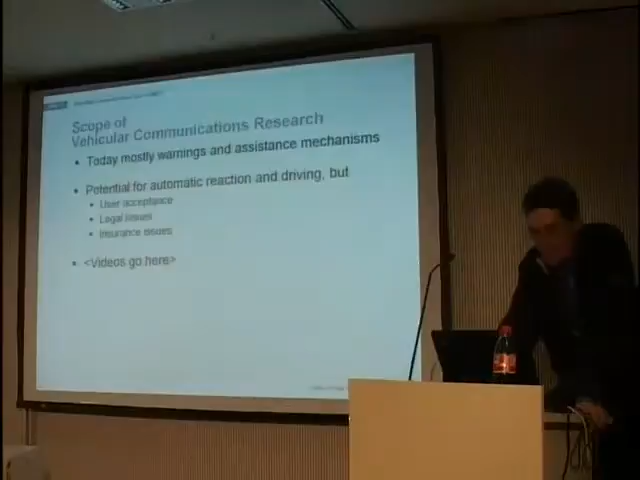 Scope of
Vehicular Communications Research
• Today mostly warnings and assistance mechanisms
• Potential for automatic reaction and driving, but
• User acceptance
• Legal issues
• Insurance issues
• <Videos go here>